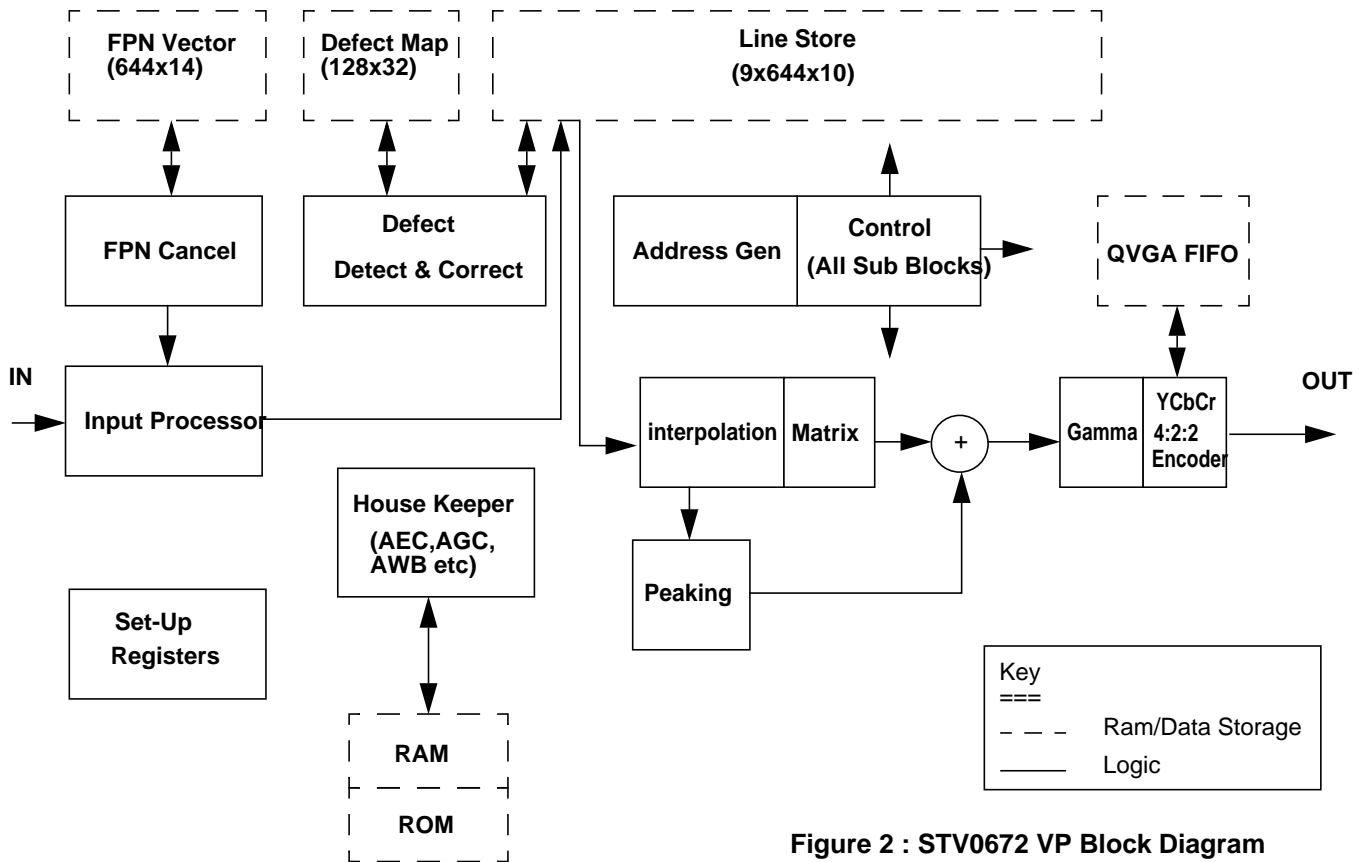 FPN Vector
(644x14)
Defect Map
(128x32)
Line Store
(9x644x10)
FPN Cancel
Defect
Detect & Correct
Address Gen
Control
(All Sub Blocks)
QVGA FIFO
IN
Input Processor
interpolation
Matrix
+
Gamma
YCbCr
4:2:2
Encoder
OUT
House Keeper
(AEC,AGC,
AWB etc)
Peaking
Set-Up
Registers
RAM
ROM
Key
===
Ram/Data Storage
Logic
Figure 2 : STV0672 VP Block Diagram